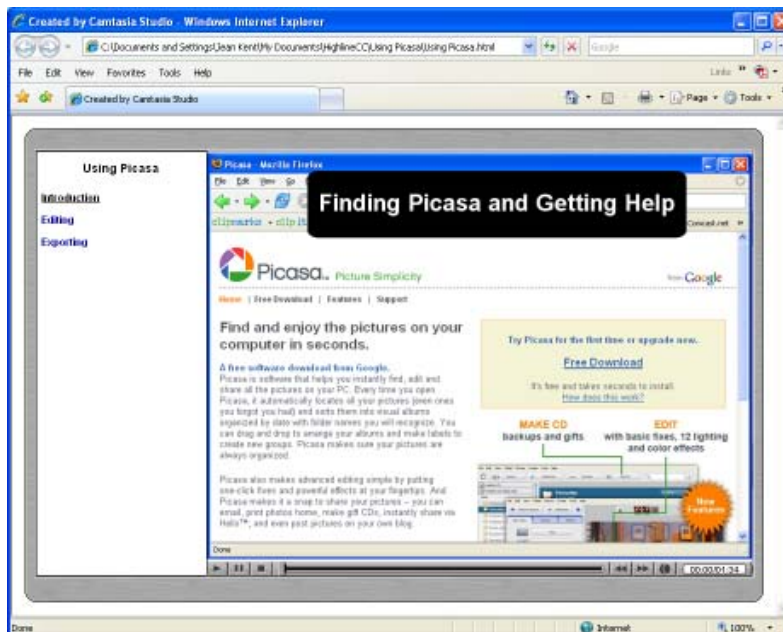 Created by Camtasia Studio - Windows Internet Explorer
C:\Documents and Settings\Jean Kent\My Documents\HighlineCC\Using Picasa\Using Picasa.html
Google
File Edit View Favorites Tools Help
Links
Created by Camtasia Studio
Page Tools
Using Picasa
Introduction
Editing
Exporting
Picasa - Mozilla Firefox
File Edit View Go
Finding Picasa and Getting Help
clipmarks clip
Comcast.net
Picasa™ Picture Simplicity
from Google
Home | Free Download | Features | Support
Find and enjoy the pictures on your
computer in seconds.
A free software download from Google.
Picasa is software that helps you instantly find, edit and
share all the pictures on your PC. Every time you open
Picasa, it automatically locates all your pictures (even ones
you forgot you had) and sorts them into visual albums
organized by date with folder names you will recognize. You
can drag and drop to arrange your albums and make labels to
create new groups. Picasa makes sure your pictures are
always organized.
Picasa also makes advanced editing simple by putting
one-click fixes and powerful effects at your fingertips. And
Picasa makes it a snap to share your pictures – you can
email, print photos home, make gift CDs, instantly share via
Hello™, and even post pictures on your own blog.
Try Picasa for the first time or upgrade now.
Free Download
It's free and takes seconds to install.
How does this work?
MAKE CD
backups and gifts
EDIT
with basic fixes, 12 lighting
and color effects
New
Features
Done
00:00/01:34
Done
Internet
100%